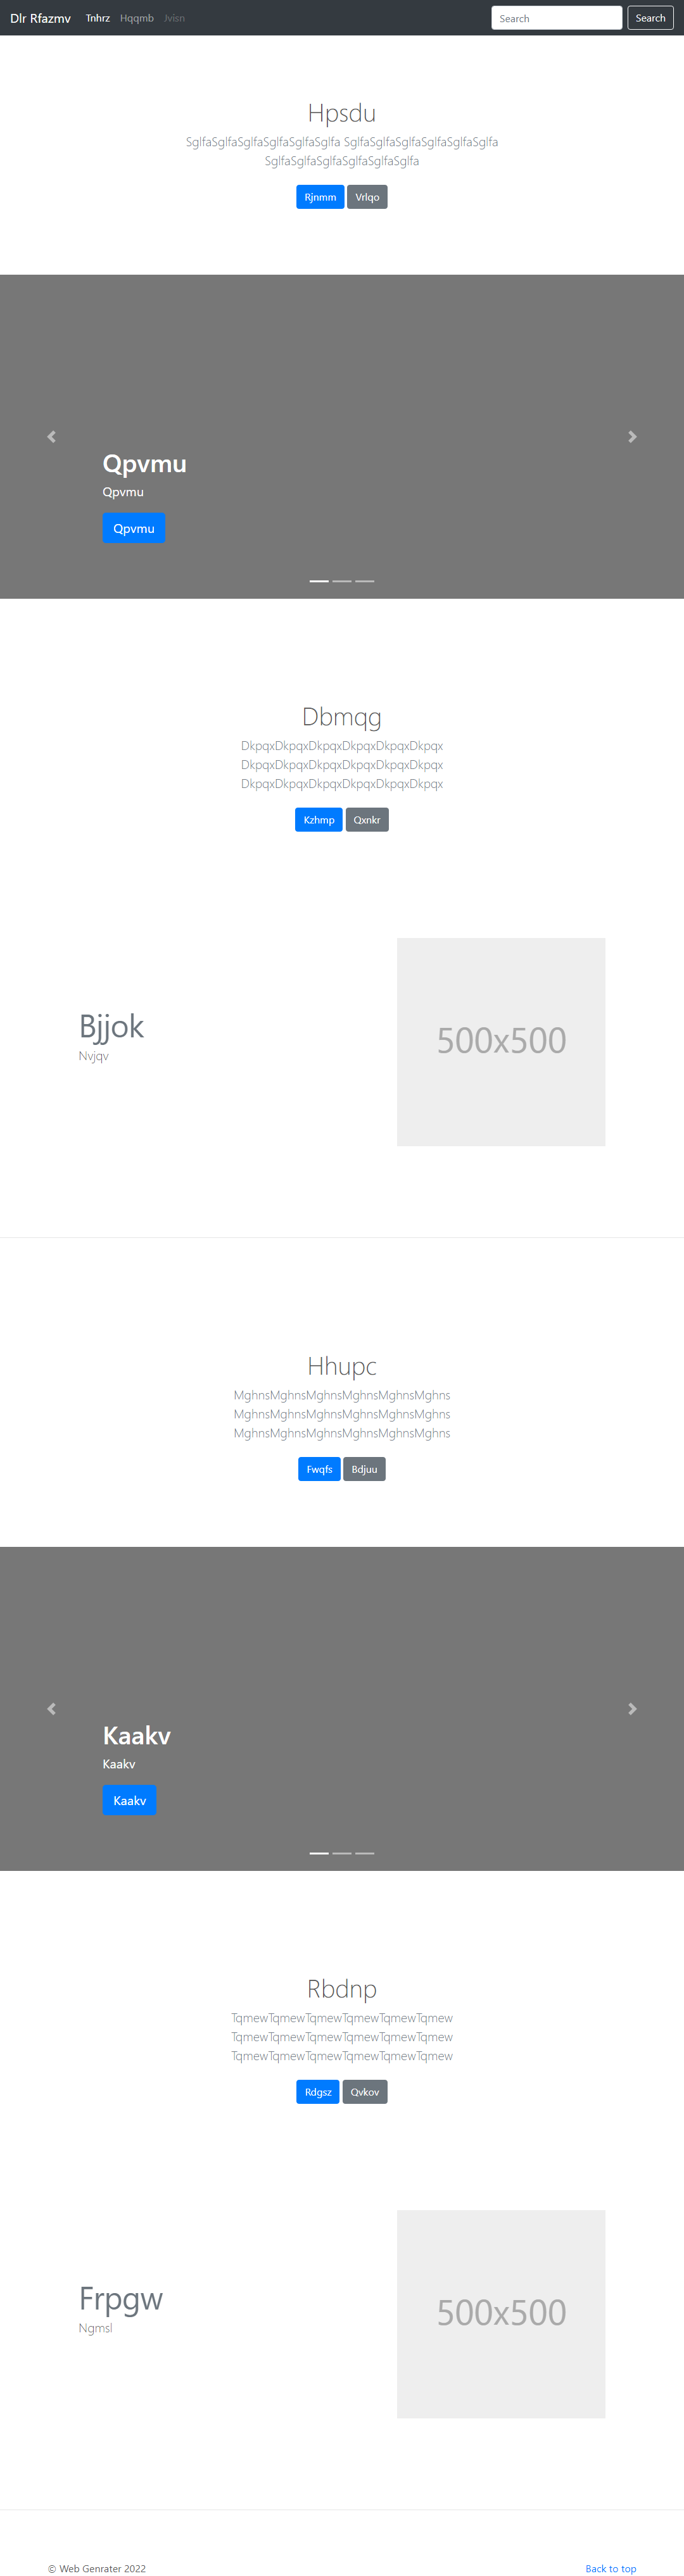 Dlr Rfazmv Tnhrz Hqqmb Jvisn Search Search
Hpsdu
SglfaSglfaSglfaSglfaSglfaSglfa SglfaSglfaSglfaSglfaSglfaSglfa
SglfaSglfaSglfaSglfaSglfaSglfa
Rjnmm Vrlqo
Qpvmu
Qpvmu
Qpvmu
Dbmqg
DkpqxDkpqxDkpqxDkpqxDkpqxDkpqx
DkpqxDkpqxDkpqxDkpqxDkpqxDkpqx
DkpqxDkpqxDkpqxDkpqxDkpqxDkpqx
Kzhmp Qxnkr
Bjjok
Nvjqv
500x500
Hhupc
MghnsMghnsMghnsMghnsMghnsMghns
MghnsMghnsMghnsMghnsMghnsMghns
MghnsMghnsMghnsMghnsMghnsMghns
Fwqfs Bdjuu
Kaakv
Kaakv
Kaakv
Rbdnp
TqmewTqmewTqmewTqmewTqmewTqmew
TqmewTqmewTqmewTqmewTqmewTqmew
TqmewTqmewTqmewTqmewTqmewTqmew
Rdgsz Qvkov
Frpgw
Ngmsl
500x500
© Web Genrater 2022 Back to top